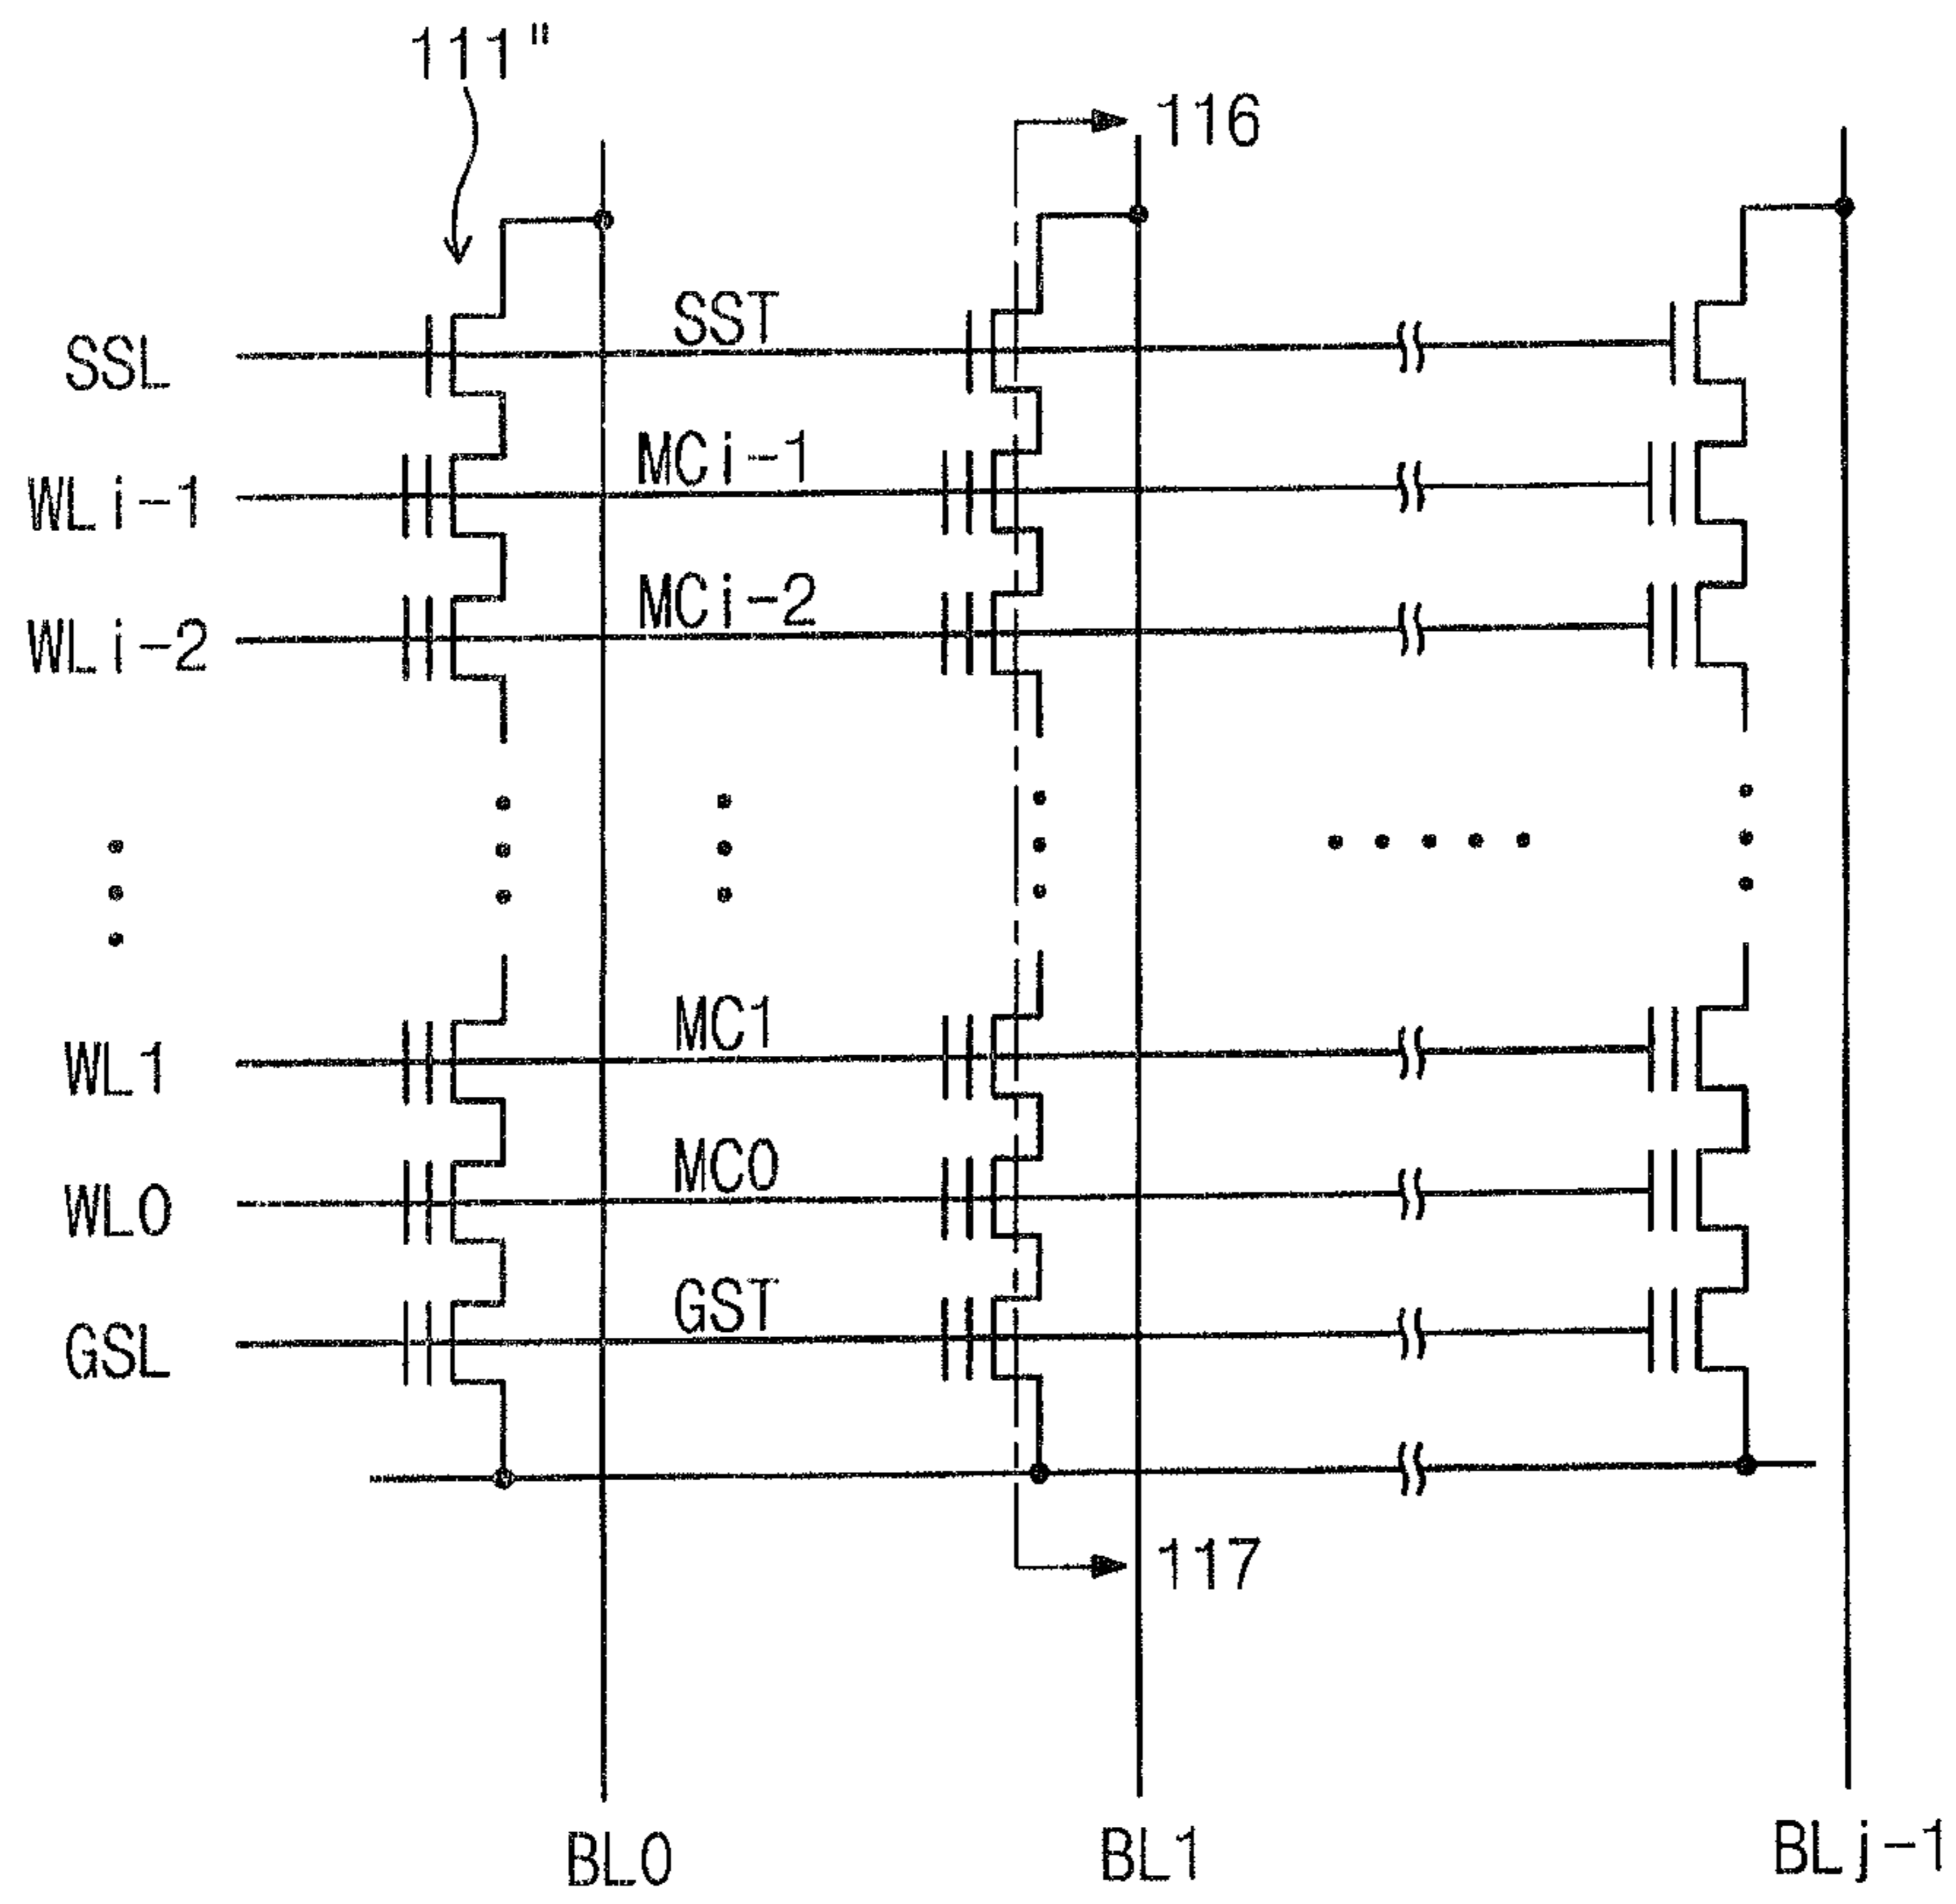 111"
116
SSL
SST
WLi-1
MCi-1
WLi-2
MCi-2
WL1
MC1
WL0
MC0
GSL
GST
117
BL0
BL1
BLj-1